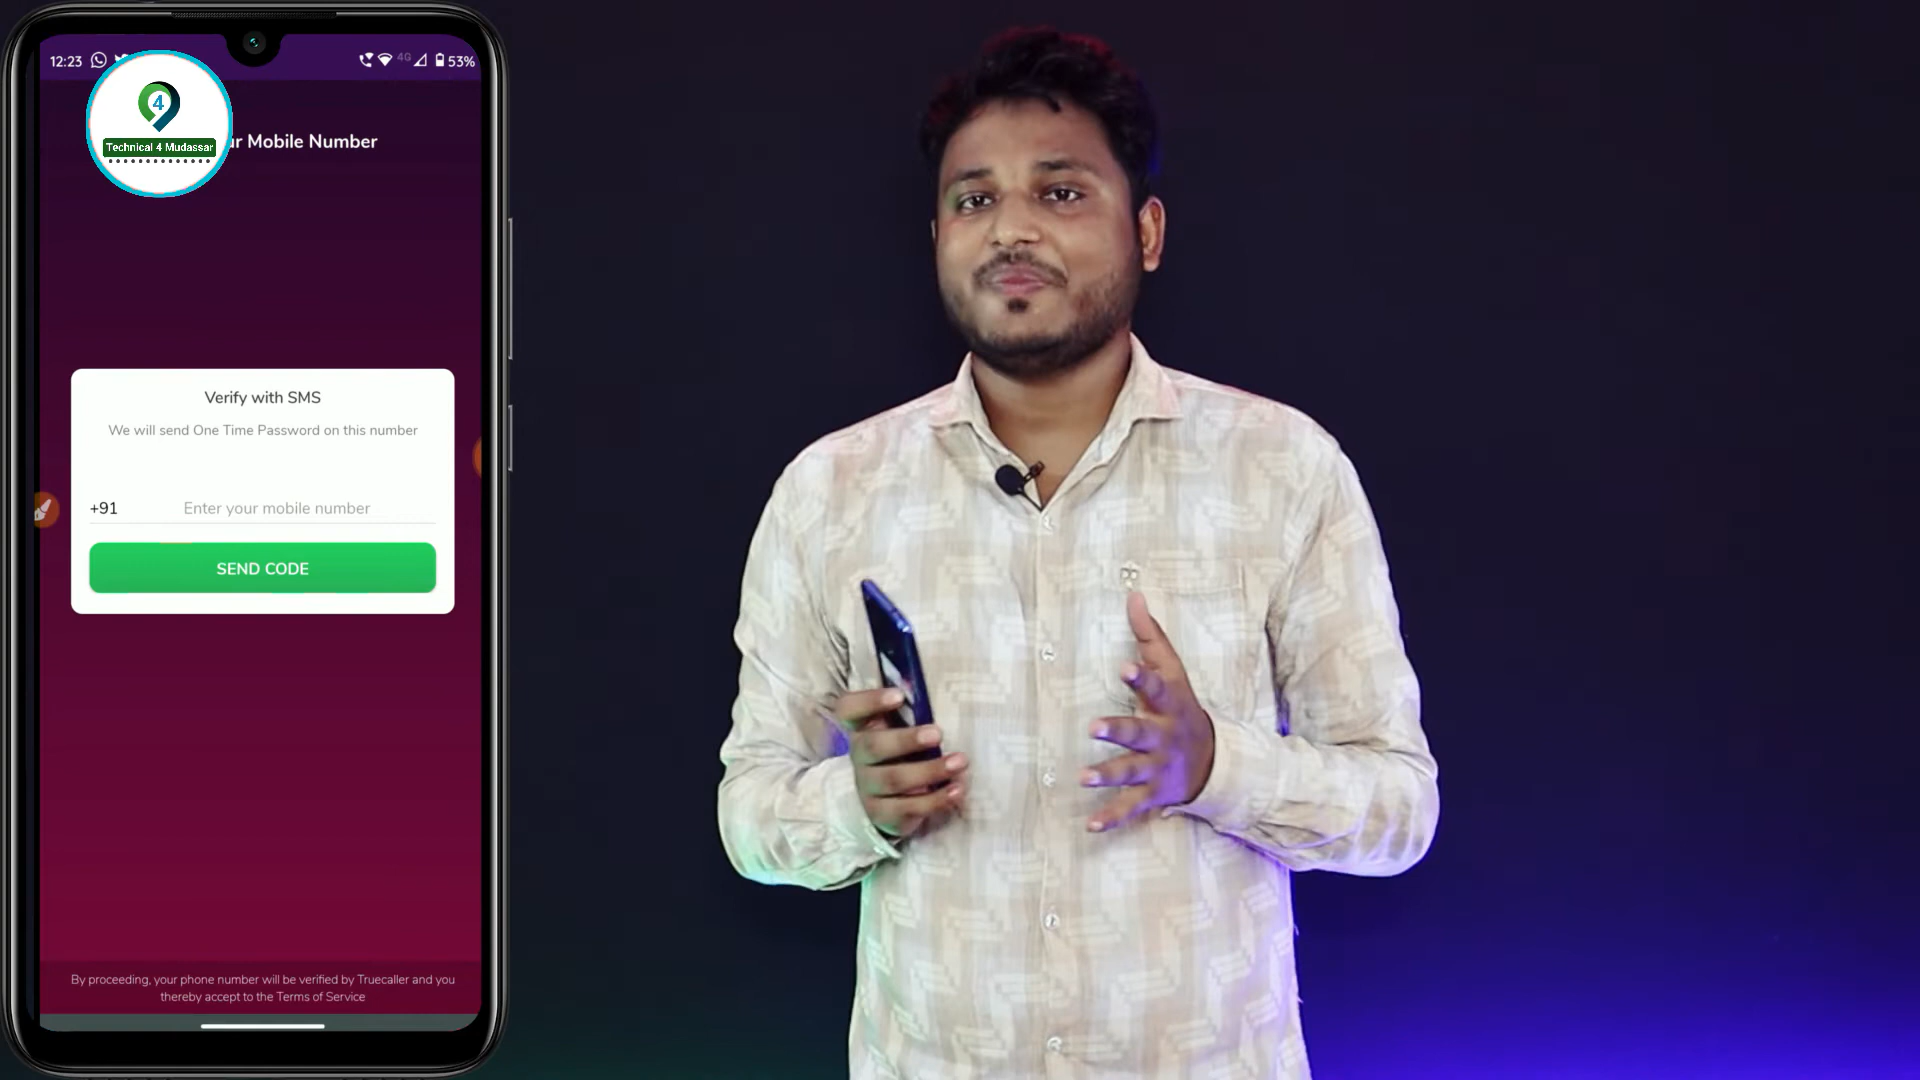 12:23
4G
53%
4
Technical 4 Mudassar
ur Mobile Number
Verify with SMS
We will send One Time Password on this number
+91
Enter your mobile number
SEND CODE
By proceeding, your phone number will be verified by Truecaller and you
thereby accept to the Terms of Service